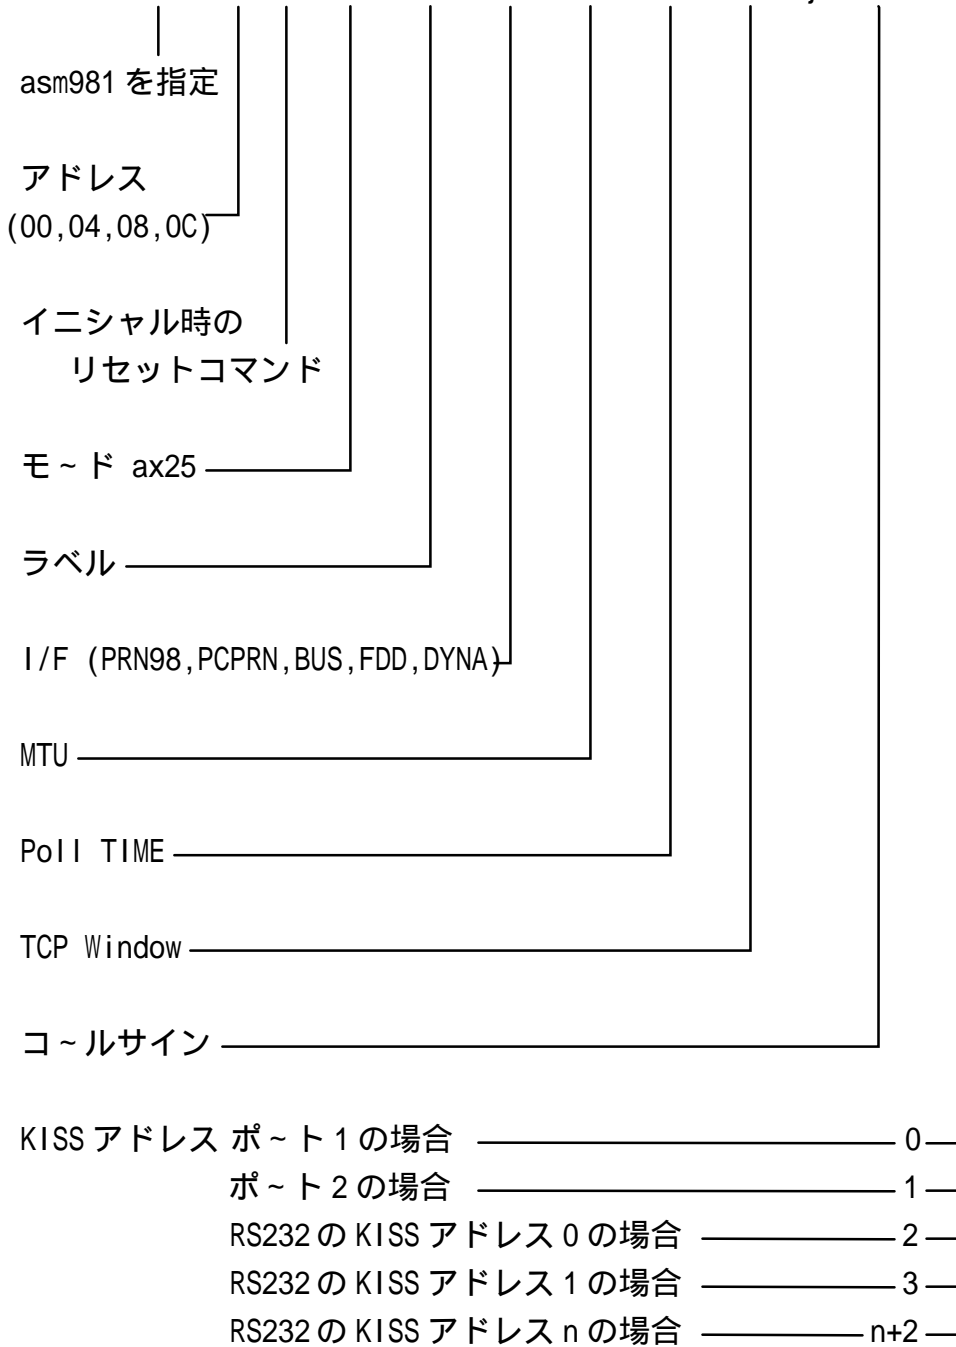 asm981を指定
アドレス
(00,04,08,0C)
イニシャル時の
リセットコマンド
モ~ド ax25
ラベル
I/F (PRN98,PCPRN,BUS,FDD,DYNA)
MTU
Poll TIME
TCP Window
コ~ルサイン
KISSアドレス ポ~ト1の場合 0
ポ~ト2の場合 1
RS232のKISSアドレス0の場合 2
RS232のKISSアドレス1の場合 3
RS232のKISSアドレスnの場合 n+2